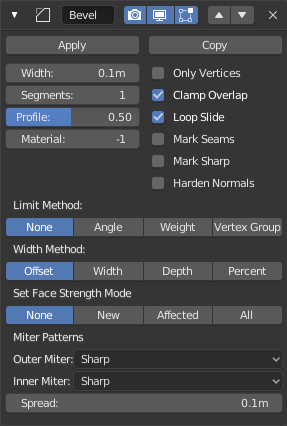 Bevel
Apply Copy
Width: 0.1m Only Vertices
Segments: 1 Clamp Overlap
Profile: 0.50 Loop Slide
Material: -1 Mark Seams
Mark Sharp
Harden Normals
Limit Method:
None Angle Weight Vertex Group
Width Method:
Offset Width Depth Percent
Set Face Strength Mode
None New Affected All
Miter Patterns
Outer Miter: Sharp
Inner Miter: Sharp
Spread: 0.1m